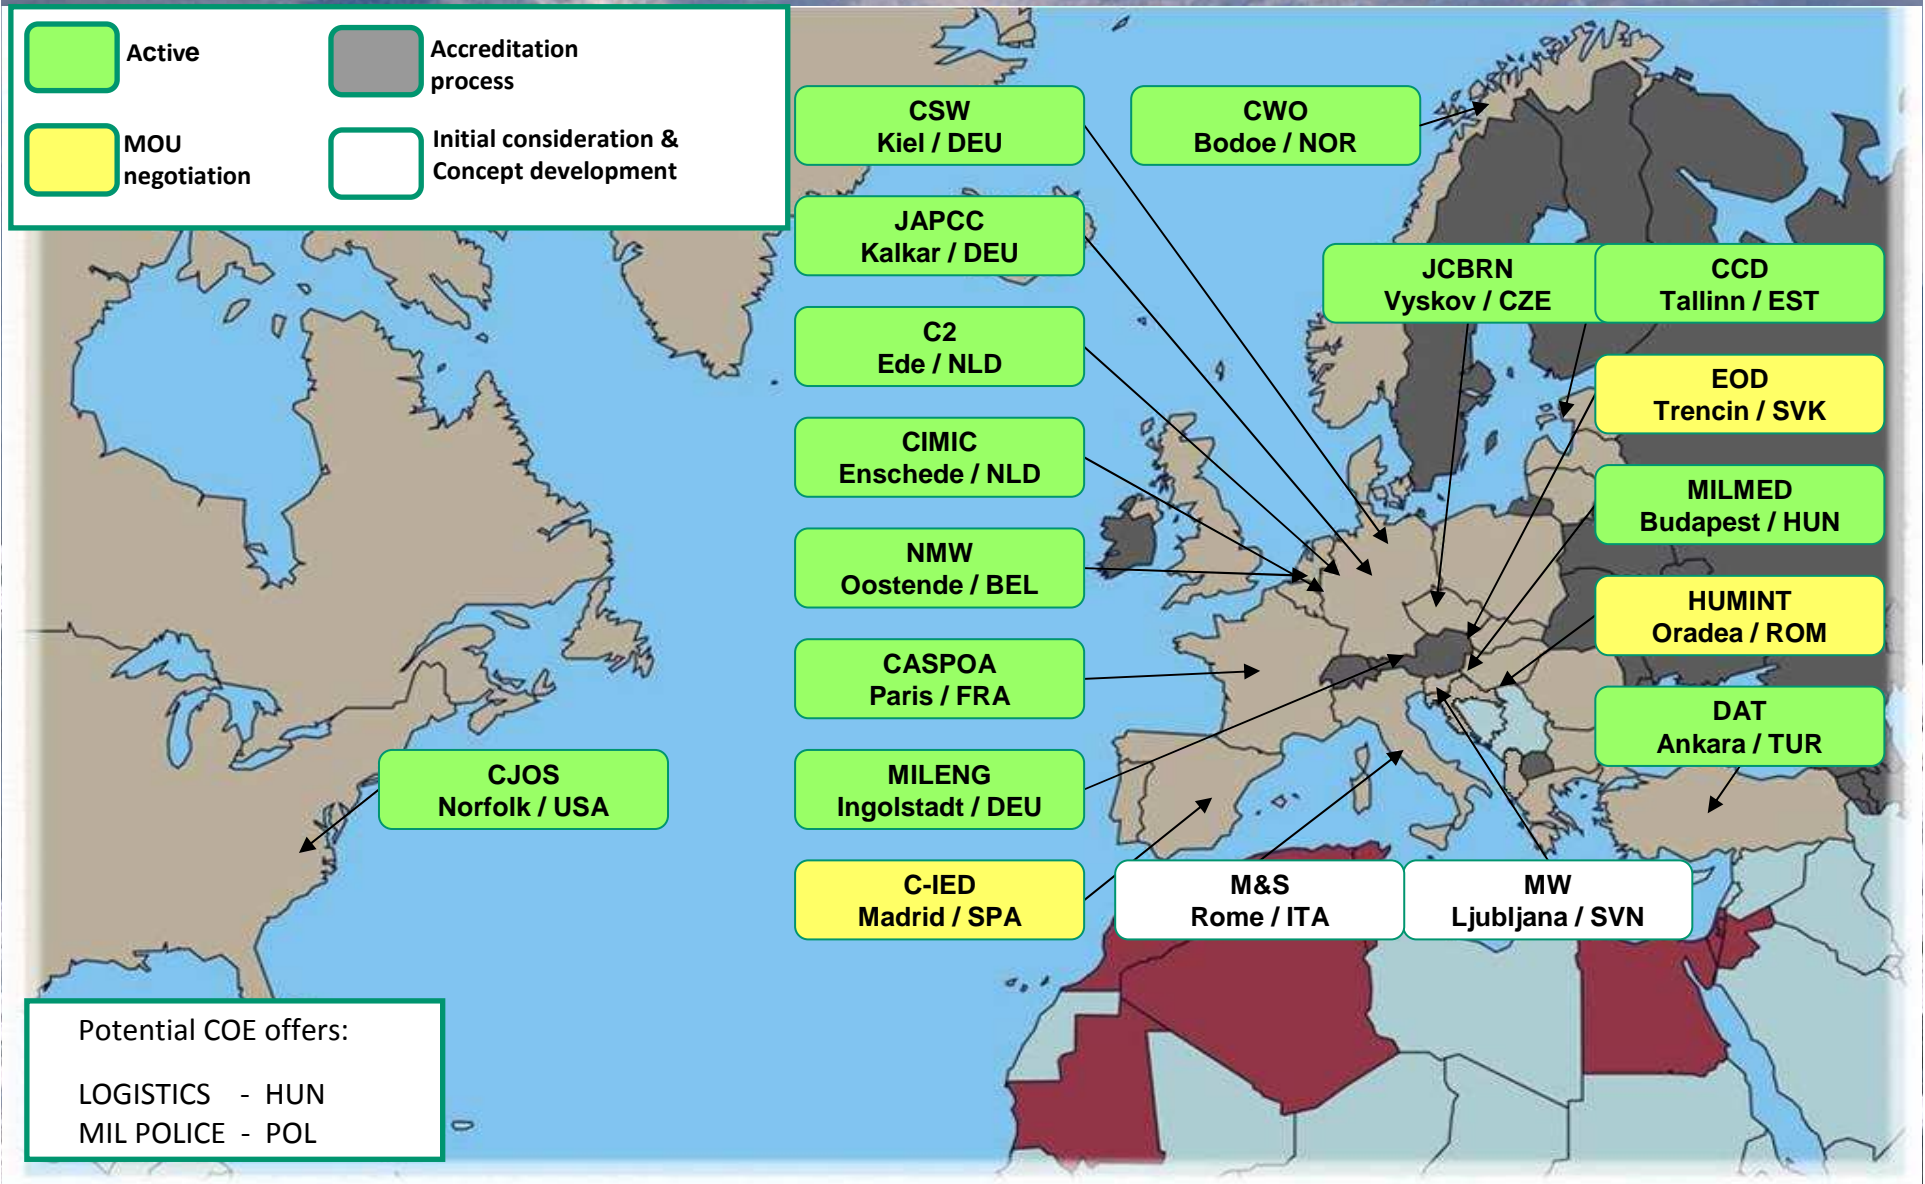 Active
Accreditation
process
MOU
negotiation
Initial consideration &
Concept development
CSW
Kiel / DEU
CWO
Bodoe / NOR
JAPCC
Kalkar / DEU
JCBRN
Vyskov / CZE
CCD
Tallinn / EST
C2
Ede / NLD
EOD
Trencin / SVK
CIMIC
Enschede / NLD
MILMED
Budapest / HUN
NMW
Oostende / BEL
HUMINT
Oradea / ROM
CASPOA
Paris / FRA
DAT
Ankara / TUR
CJOS
Norfolk / USA
MILENG
Ingolstadt / DEU
C-IED
Madrid / SPA
M&S
Rome / ITA
MW
Ljubljana / SVN
Potential COE offers:
LOGISTICS - HUN
MIL POLICE - POL